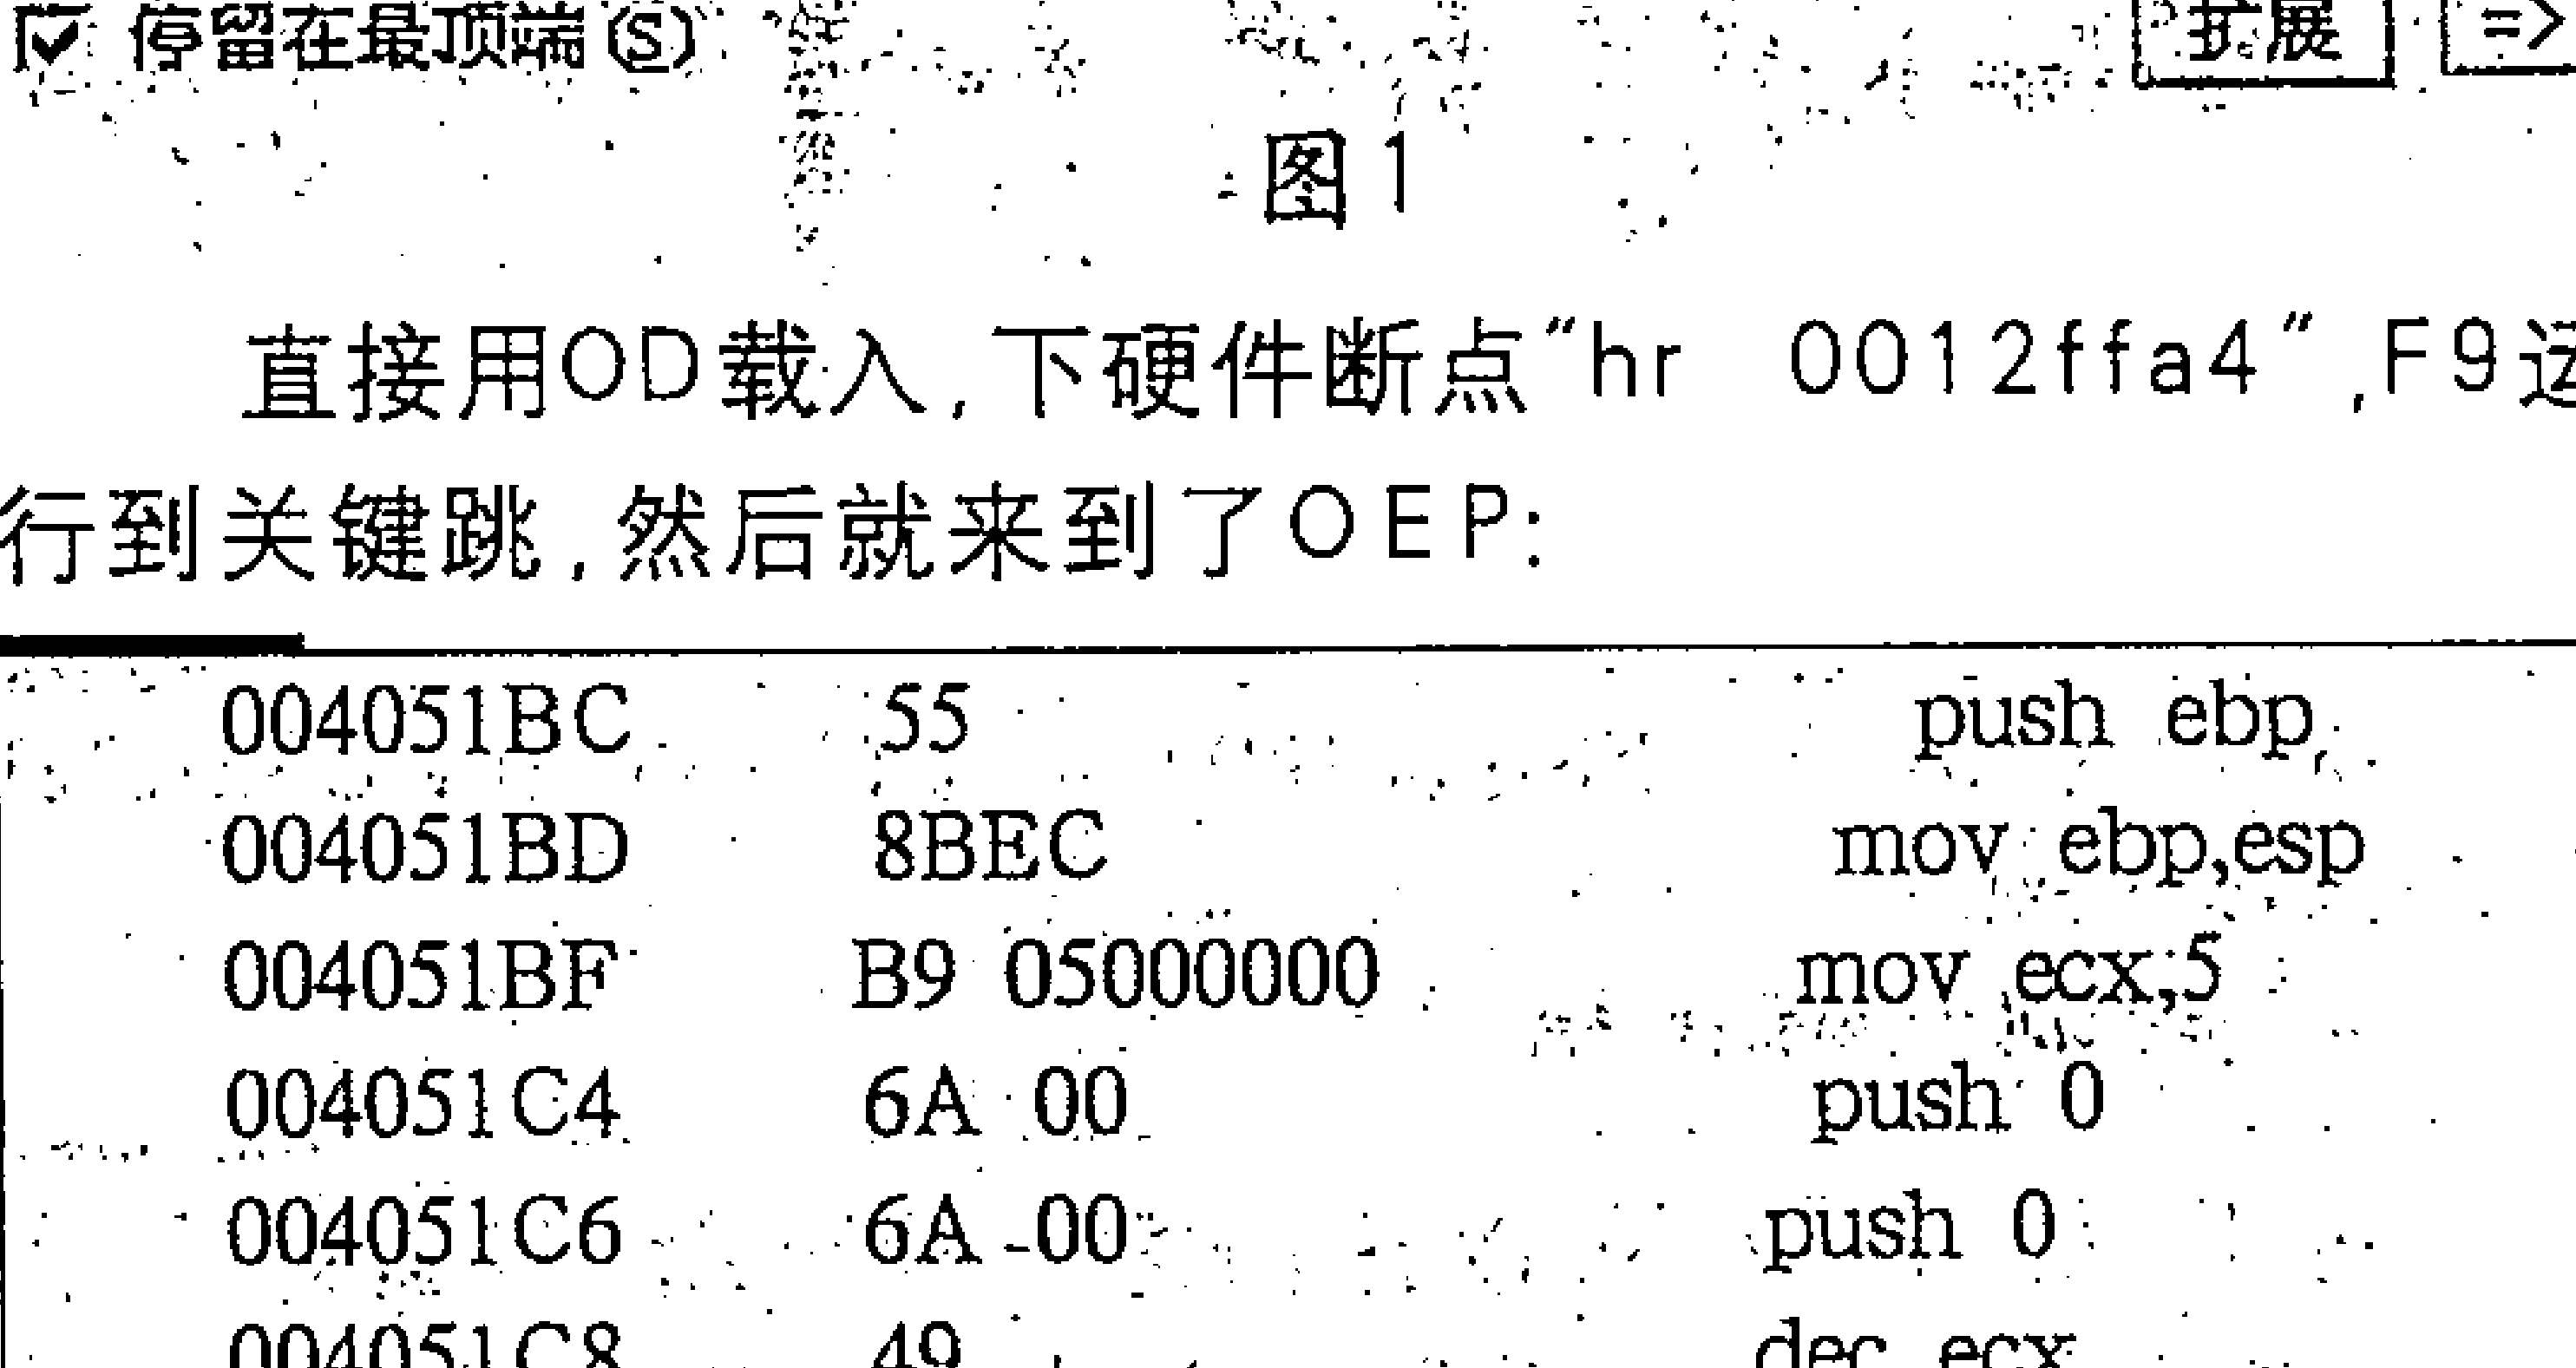 停留在最顶端(S) 扩展 =>
图1
直接用OD载入,下硬件断点“hr 0012ffa4”,F9运
行到关键跳,然后就来到了OEP:
004051BC 55 push ebp
004051BD 8BEC mov ebp,esp
004051BF B9 05000000 mov ecx,5
004051C4 6A 00 push 0
004051C6 6A 00 push 0
004051C8 49 dec ecx